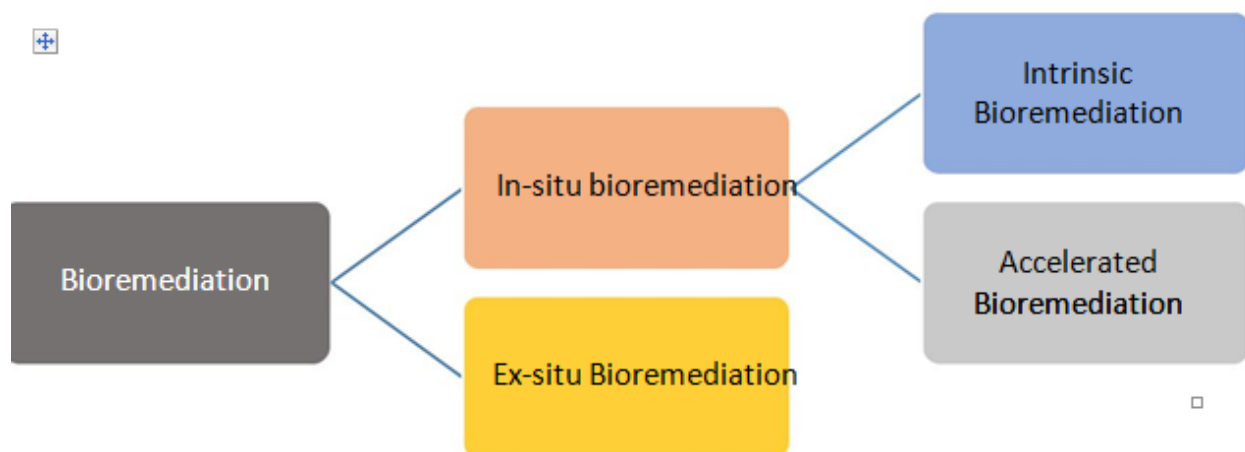 Bioremediation
In-situ bioremediation
Ex-situ Bioremediation
Intrinsic
Bioremediation
Accelerated
Bioremediation